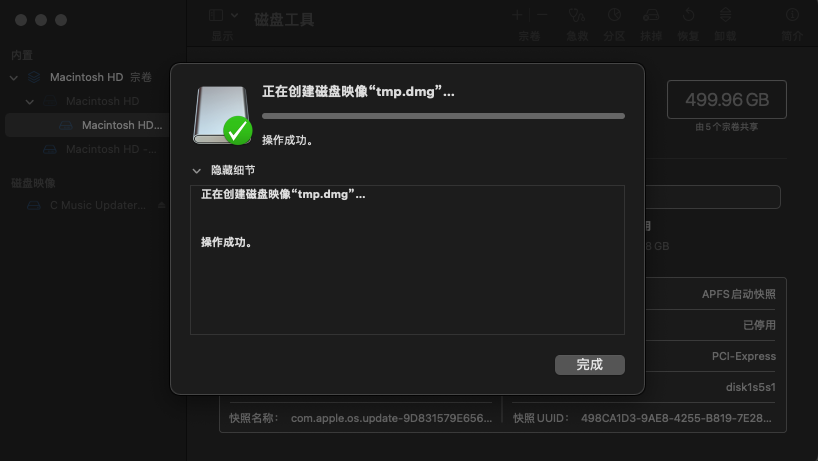 磁盘工具
显示
宗卷
急救
分区
抹掉
恢复
卸载
简介
内置
Macintosh HD 宗卷
Macintosh HD
Macintosh HD...
Macintosh HD -...
磁盘映像
C Music Updater...
正在创建磁盘映像“tmp.dmg”...
操作成功。
隐藏细节
正在创建磁盘映像“tmp.dmg”...
操作成功。
完成
499.96 GB
由 5 个宗卷共享
用
8 GB
APFS 启动快照
已停用
PCI-Express
disk1s5s1
快照名称： com.apple.os.update-9D831579E656...
快照 UUID： 498CA1D3-9AE8-4255-B819-7E28...